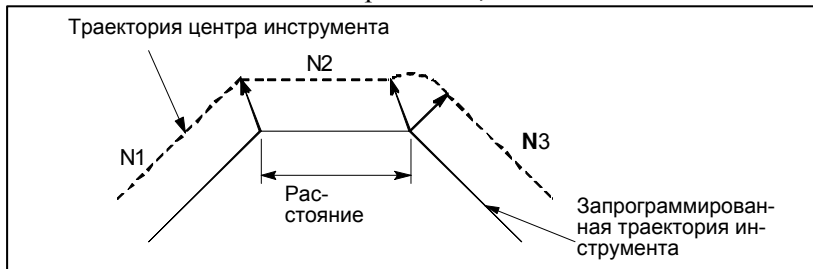 Траектория центра инструмента
N2
N1
N3
Рас-
стояние
Запрограммирован-
ная траектория ин-
струмента